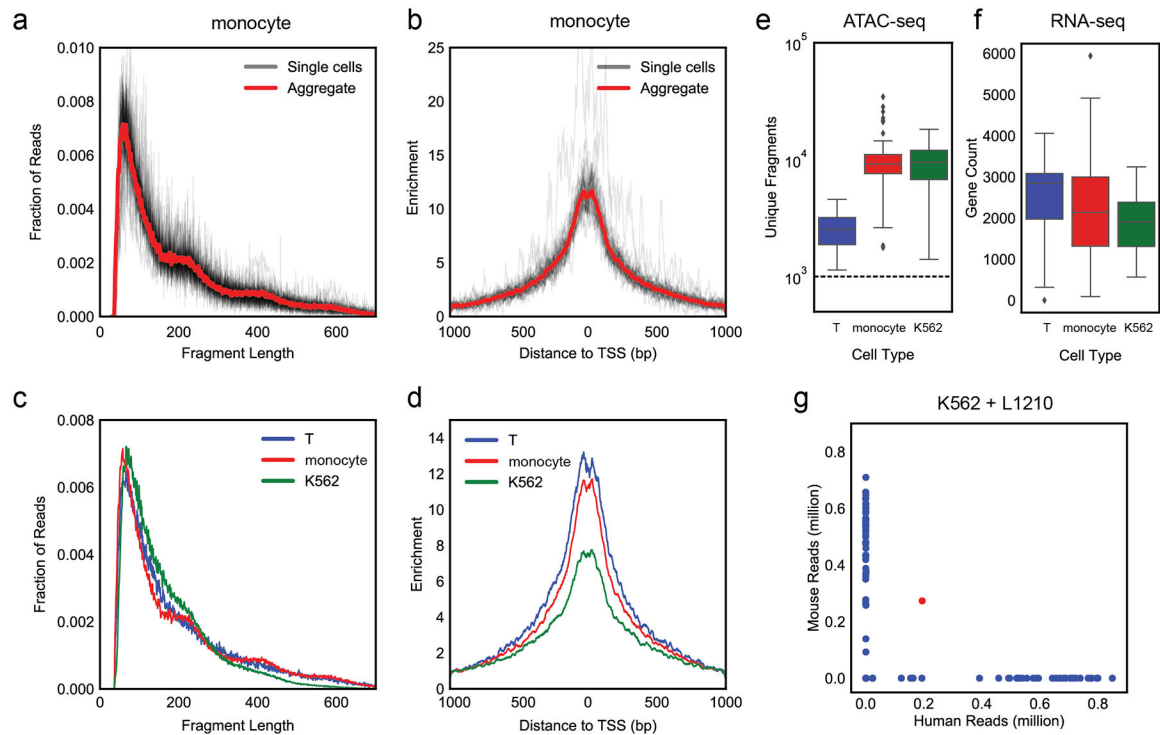 a
monocyte
0.010
0.008
0.006
0.004
0.002
0.000
Fraction of Reads
Single cells
Aggregate
0
200
400
600
Fragment Length
b
monocyte
25
20
15
10
5
0
Enrichment
Single cells
Aggregate
1000
500
0
500
1000
Distance to TSS (bp)
e
ATAC-seq
10^5
10^4
10^3
Unique Fragments
T
monocyte
K562
Cell Type
f
RNA-seq
6000
5000
4000
3000
2000
1000
0
Gene Count
T
monocyte
K562
Cell Type
c
0.008
0.006
0.004
0.002
0.000
Fraction of Reads
T
monocyte
K562
0
200
400
600
Fragment Length
d
14
12
10
8
6
4
2
0
Enrichment
T
monocyte
K562
1000
500
0
500
1000
Distance to TSS (bp)
g
K562 + L1210
0.8
0.6
0.4
0.2
0.0
Mouse Reads (million)
0.0
0.2
0.4
0.6
0.8
Human Reads (million)